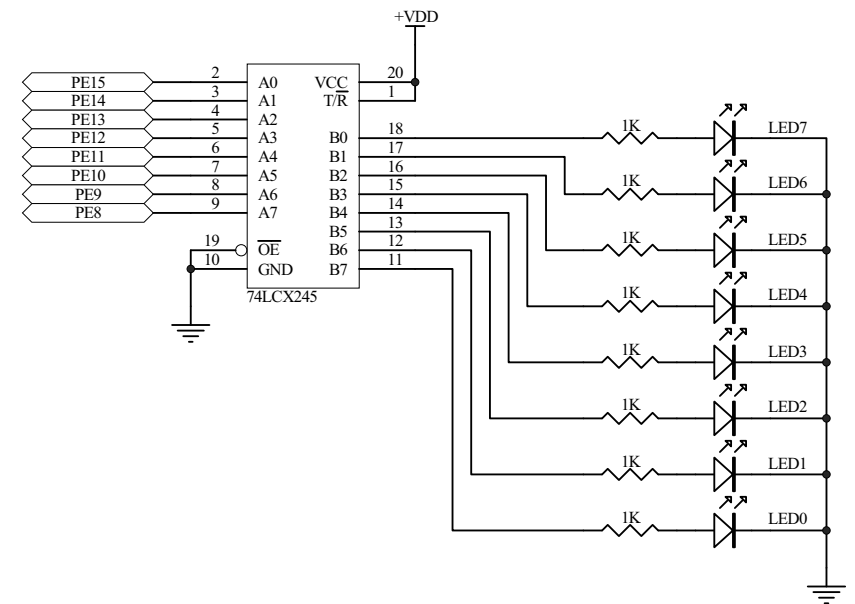 +VDD
PE15 2 A0 VCC 20
PE14 3 A1 T/R̅ 1
PE13 4 A2
PE12 5 A3 B0 18 1K LED7
PE11 6 A4 B1 17
PE10 7 A5 B2 16
PE9 8 A6 B3 15 1K LED6
PE8 9 A7 B4 14
B5 13
19 O̅E̅ B6 12 1K LED5
10 GND B7 11
74LCX245
1K LED4
1K LED3
1K LED2
1K LED1
1K LED0